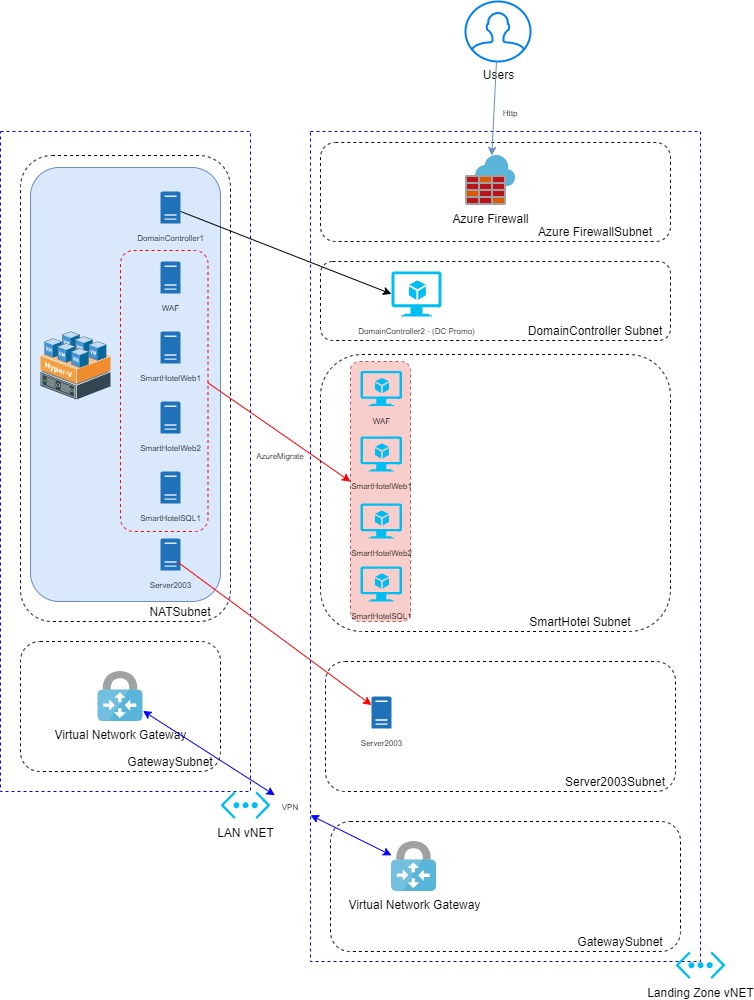 Users
Http
Azure Firewall
Azure FirewallSubnet
DomainController1
DomainController2 - (DC Promo)
DomainController Subnet
WAF
Hyper-V
SmartHotelWeb1
SmartHotelWeb2
SmartHotelSQL1
Server2003
NATSubnet
AzureMigrate
WAF
SmartHotelWeb1
SmartHotelWeb2
SmartHotelSQL1
SmartHotel Subnet
Virtual Network Gateway
GatewaySubnet
Server2003
Server2003Subnet
VPN
LAN vNET
Virtual Network Gateway
GatewaySubnet
Landing Zone vNET